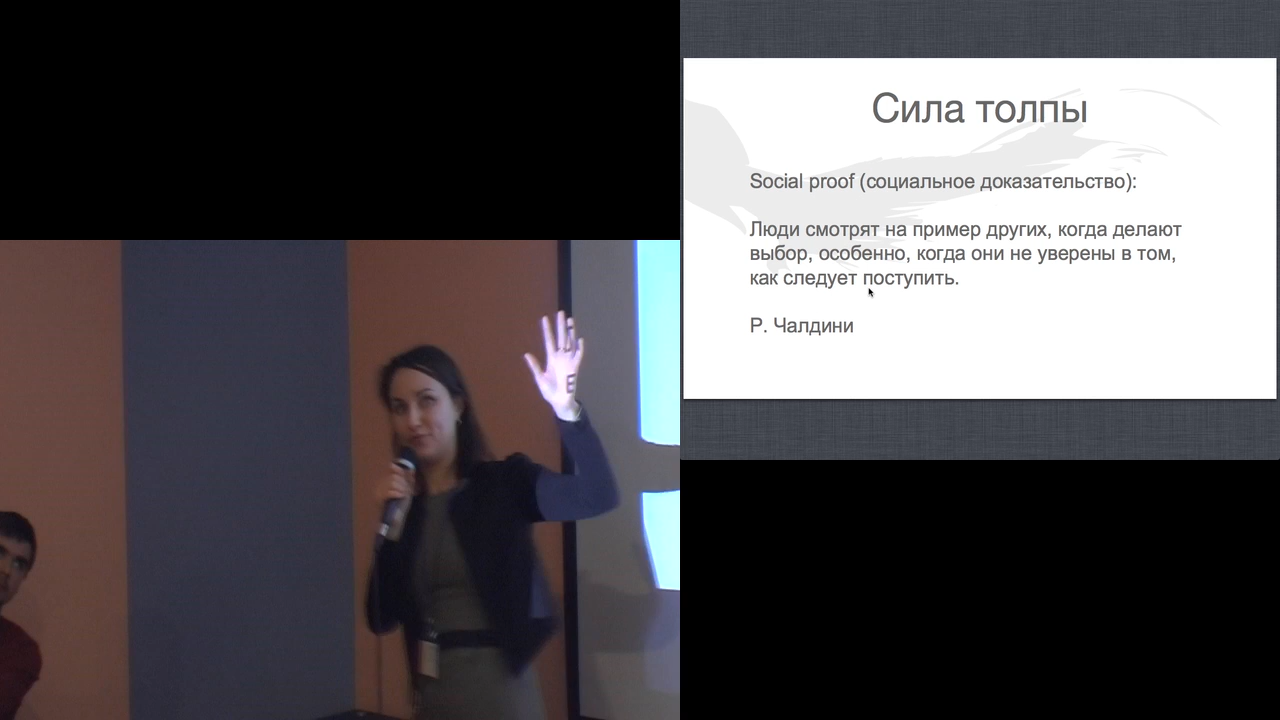 Сила толпы
Social proof (социальное доказательство):
Люди смотрят на пример других, когда делают
выбор, особенно, когда они не уверены в том,
как следует поступить.
Р. Чалдини